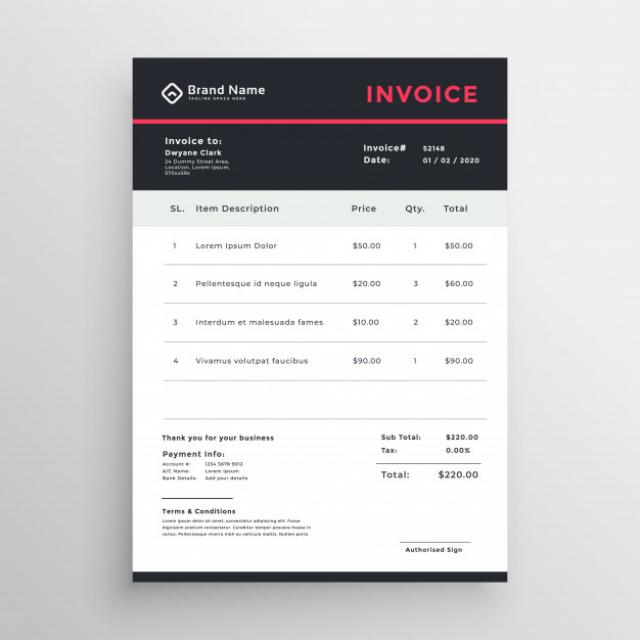 Brand Name
TAGLINE SPACE HERE
INVOICE
Invoice to:
Dwyane Clark
24 Dummy Street Area,
Location, Lorem Ipsum,
570xx59x
Invoice# 52148
Date: 01 / 02 / 2020
SL. Item Description Price Qty. Total
1 Lorem Ipsum Dolor $50.00 1 $50.00
2 Pellentesque id neque ligula $20.00 3 $60.00
3 Interdum et malesuada fames $10.00 2 $20.00
4 Vivamus volutpat faucibus $90.00 1 $90.00
Thank you for your business
Sub Total: $220.00
Tax: 0.00%
Total: $220.00
Payment Info:
Account #: 1234 5678 9012
A/C Name: Lorem Ipsum
Bank Details: Add your details
Terms & Conditions
Lorem ipsum dolor sit amet, consectetur adipiscing elit. Fusce
dignissim pretium consectetur. Curabitur tempor posuere massa in
varius. Pellentesque viverra nibh eu vehicula mattis. Nullam porta
Authorised Sign